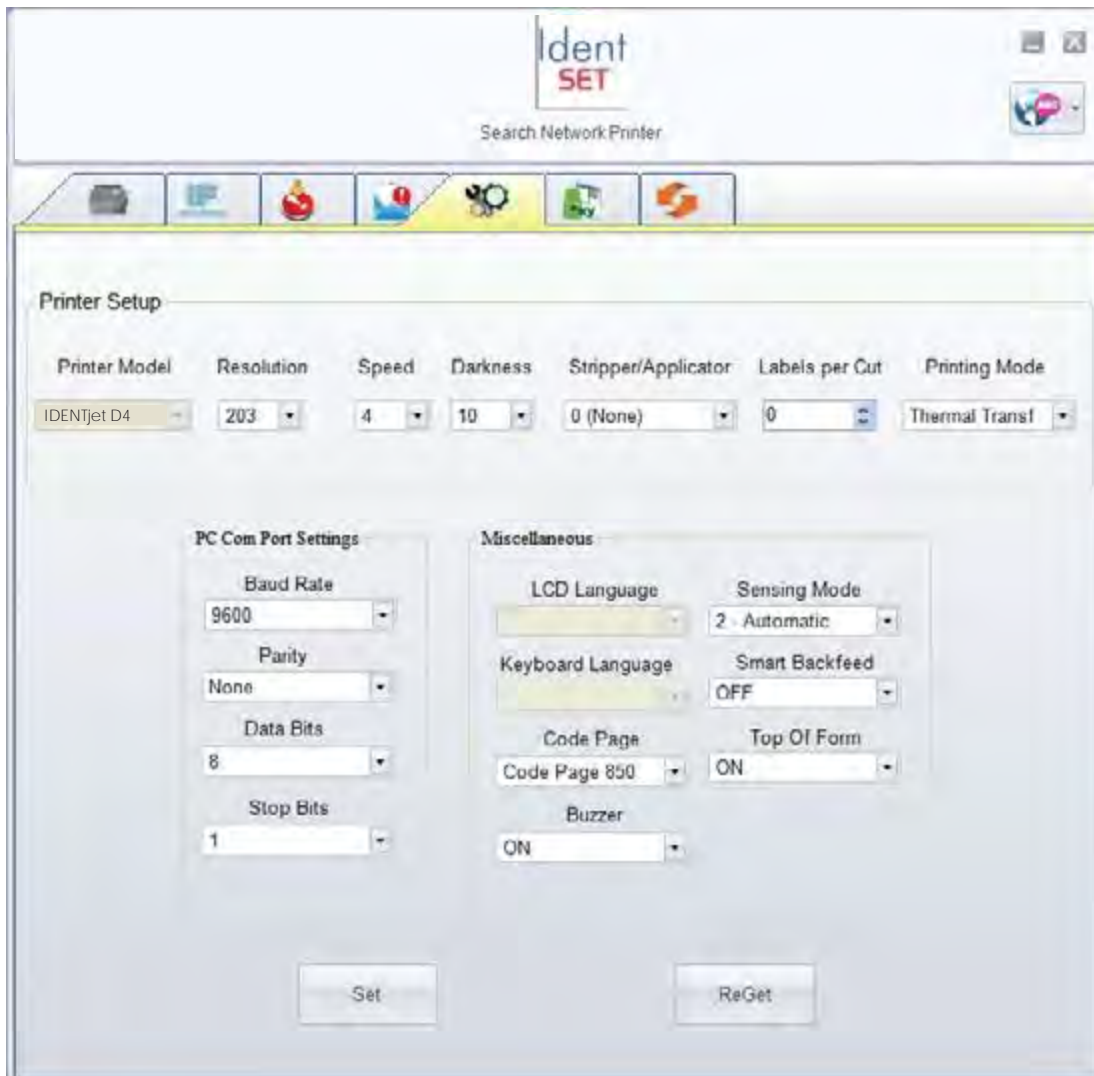 Ident
SET
Search Network Printer
Printer Setup
Printer Model Resolution Speed Darkness Stripper/Applicator Labels per Cut Printing Mode
IDENTjet D4 203 4 10 0 (None) 0 Thermal Transf
PC Com Port Settings
Baud Rate
9600
Parity
None
Data Bits
8
Stop Bits
1
Miscellaneous
LCD Language Sensing Mode
2 - Automatic
Keyboard Language Smart Backfeed
OFF
Code Page Top Of Form
Code Page 850 ON
Buzzer
ON
Set ReGet